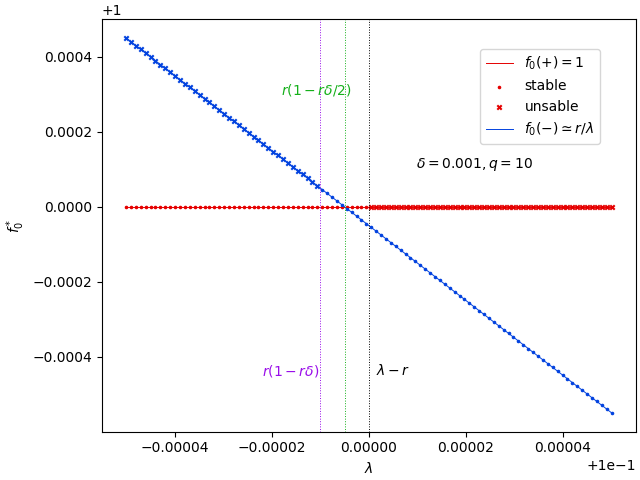 +1
0.0004
0.0002
0.0000
−0.0002
−0.0004
f₀*
r(1 − rδ/2)
f₀(+) = 1
stable
unsable
f₀(−) ≃ r/λ
δ = 0.001, q = 10
r(1 − rδ)
λ − r
−0.00004
−0.00002
0.00000
0.00002
0.00004
λ
+1e−1